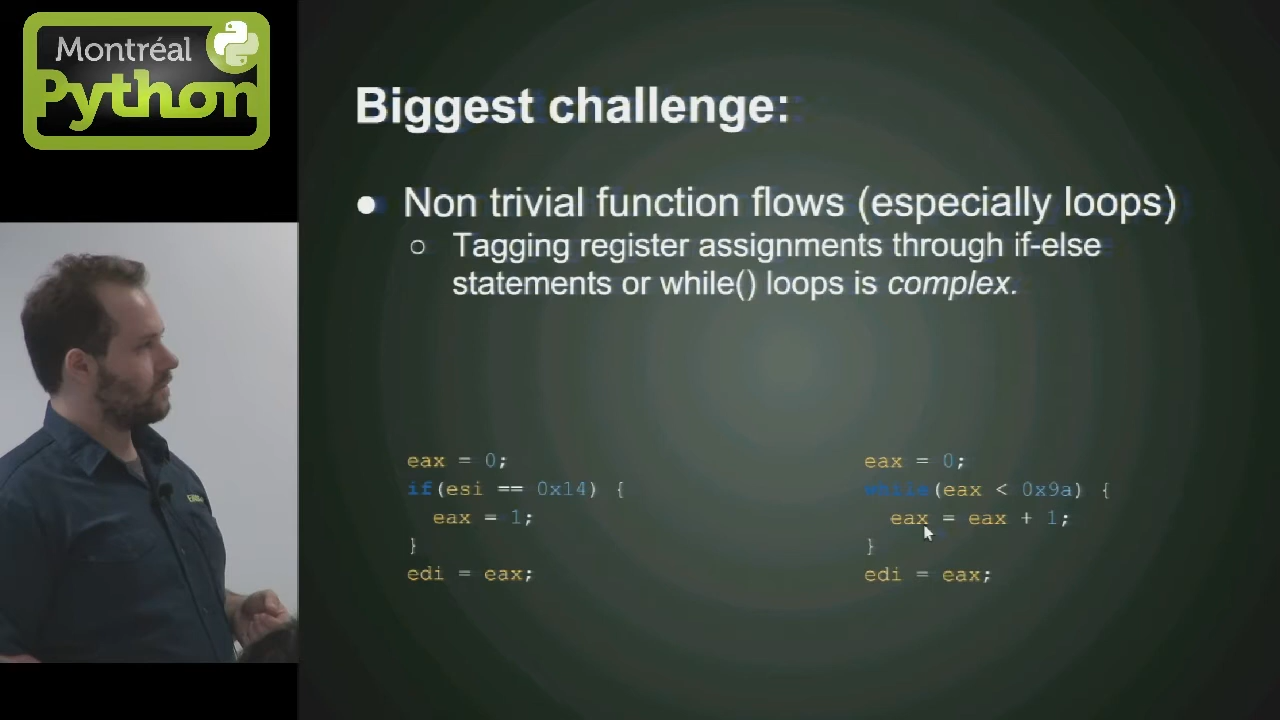 Montréal
Python
Biggest challenge:
● Non trivial function flows (especially loops)
○ Tagging register assignments through if-else
statements or while() loops is complex.
eax = 0;
if(esi == 0x14) {
eax = 1;
}
edi = eax;
eax = 0;
while(eax < 0x9a) {
eax = eax + 1;
}
edi = eax;